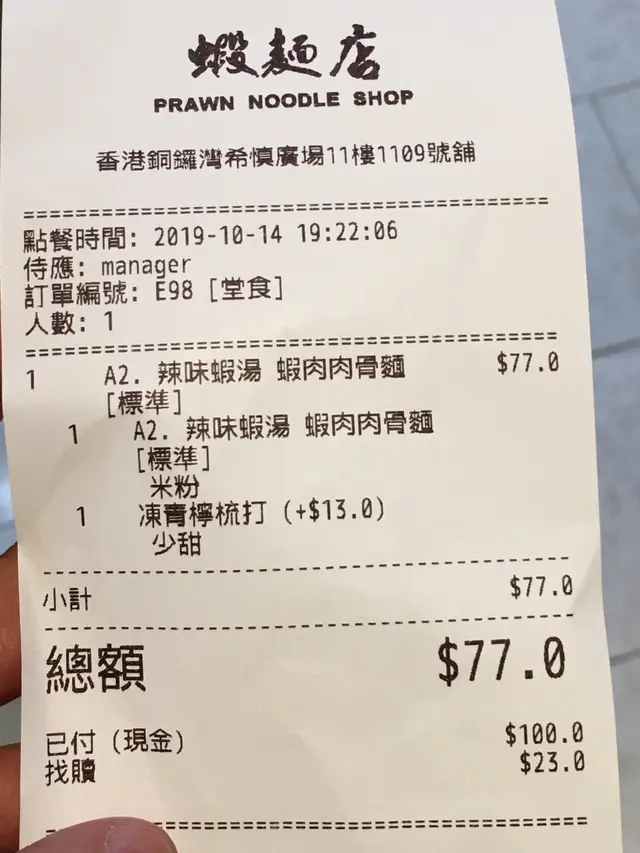 蝦麵店
PRAWN NOODLE SHOP
香港銅鑼灣希慎廣場11樓1109號舖
================================================
點餐時間: 2019-10-14 19:22:06
侍應: manager
訂單編號: E98 [堂食]
人數: 1
================================================
1 A2. 辣味蝦湯 蝦肉肉骨麵 $77.0
[標準]
1 A2. 辣味蝦湯 蝦肉肉骨麵
[標準]
米粉
1 凍青檸梳打 (+$13.0)
少甜
------------------------------------------------
小計 $77.0
------------------------------------------------
總額 $77.0
已付 (現金) $100.0
找贖 $23.0
================================================